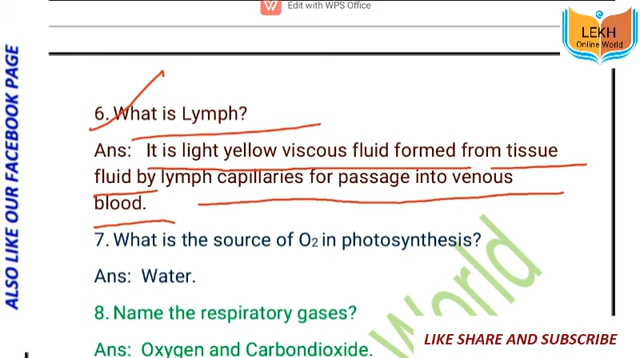 Edit with WPS Office
LEKH
Online World
ALSO LIKE OUR FACEBOOK PAGE
6. What is Lymph?
Ans: It is light yellow viscous fluid formed from tissue
fluid by lymph capillaries for passage into venous
blood.
7. What is the source of O2 in photosynthesis?
Ans: Water.
8. Name the respiratory gases?
Ans: Oxygen and Carbondioxide.
World
LIKE SHARE AND SUBSCRIBE